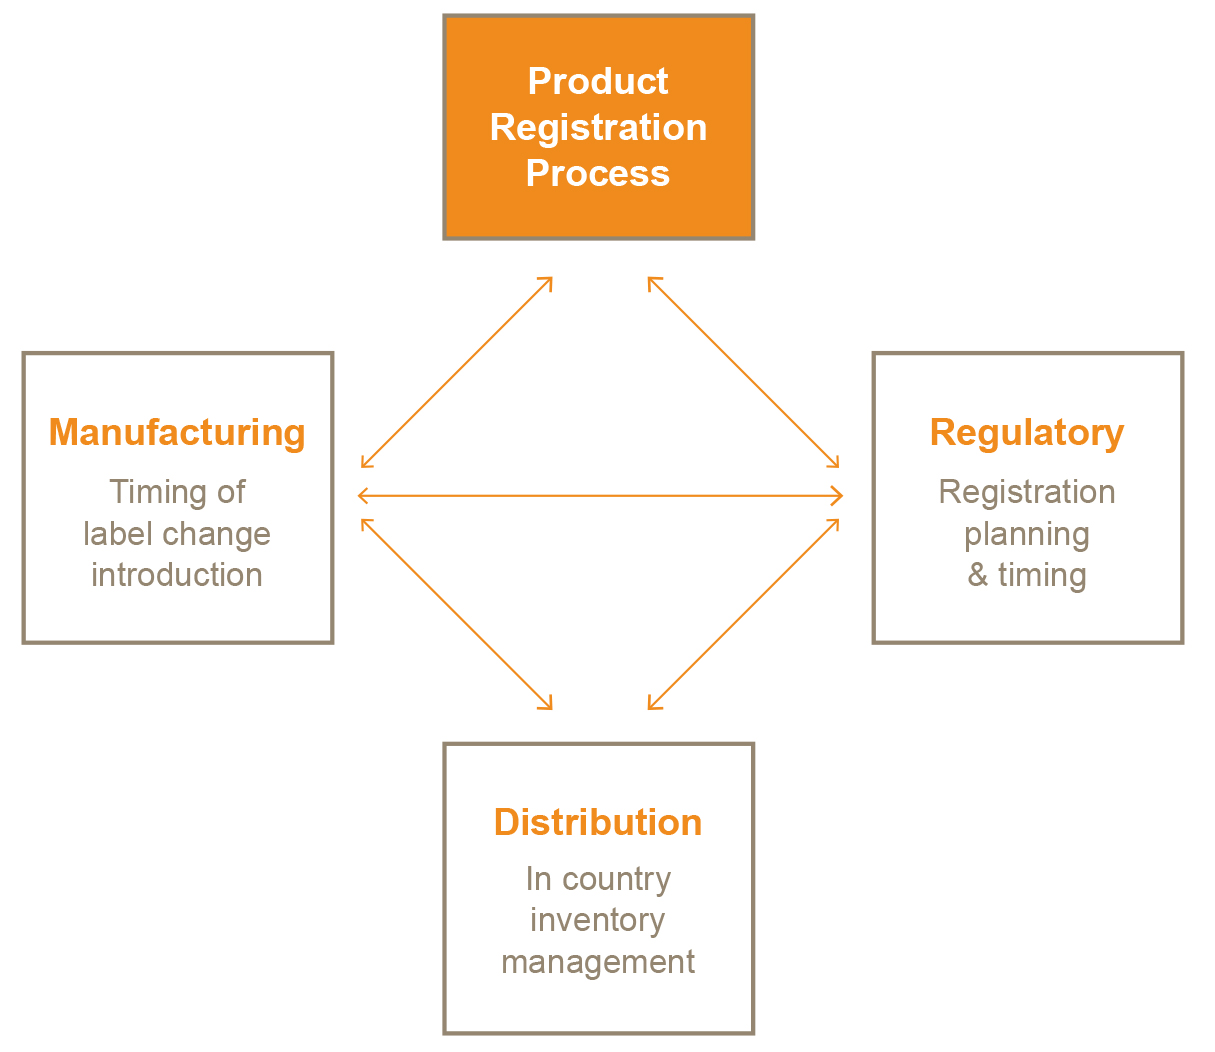 Product
Registration
Process
Manufacturing
Timing of
label change
introduction
Regulatory
Registration
planning
& timing
Distribution
In country
inventory
management